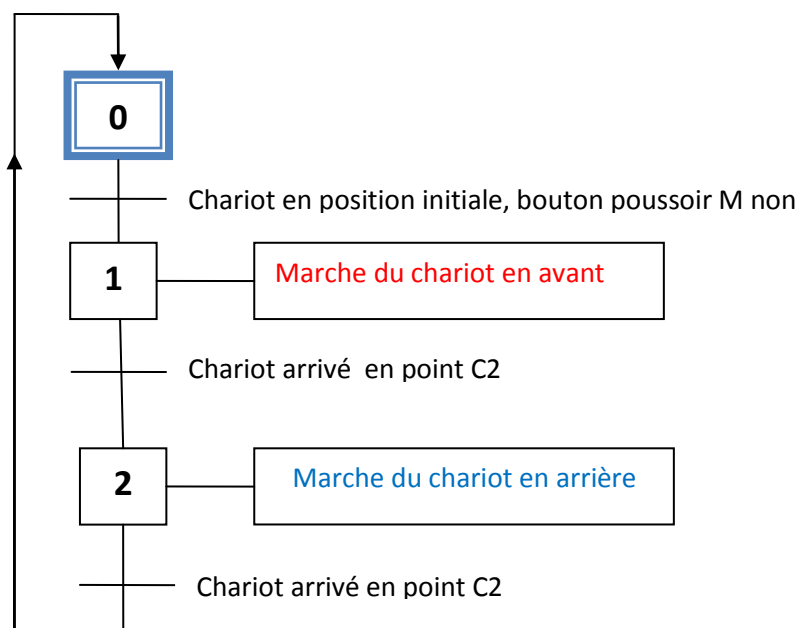 0
Chariot en position initiale, bouton poussoir M non
1
Marche du chariot en avant
Chariot arrivé en point C2
2
Marche du chariot en arrière
Chariot arrivé en point C2